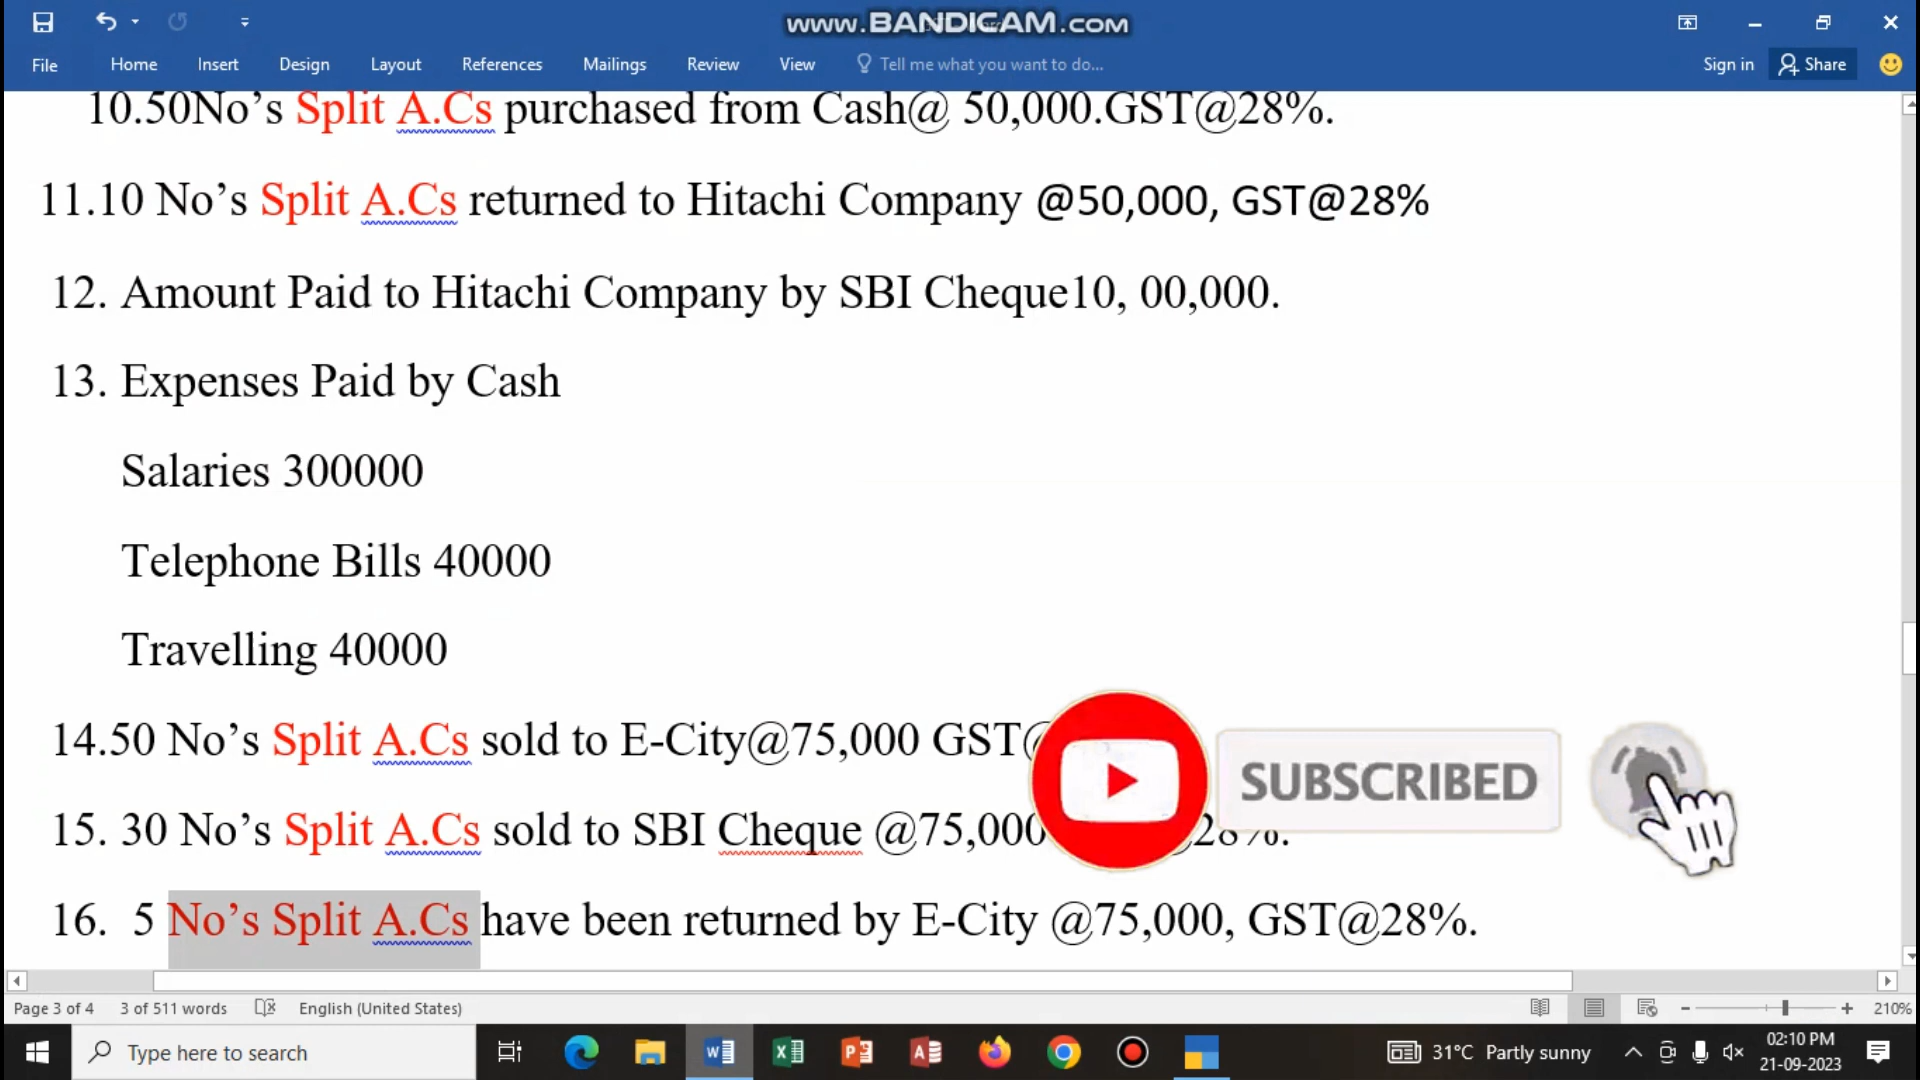 www.BANDICAM.com
File Home Insert Design Layout References Mailings Review View Tell me what you want to do... Sign in Share
10.50No’s Split A.Cs purchased from Cash@ 50,000.GST@28%.
11.10 No’s Split A.Cs returned to Hitachi Company @50,000, GST@28%
12. Amount Paid to Hitachi Company by SBI Cheque10, 00,000.
13. Expenses Paid by Cash
Salaries 300000
Telephone Bills 40000
Travelling 40000
14.50 No’s Split A.Cs sold to E-City@75,000 GST@
15. 30 No’s Split A.Cs sold to SBI Cheque @75,000 28%.
SUBSCRIBED
16. 5 No’s Split A.Cs have been returned by E-City @75,000, GST@28%.
Page 3 of 4 3 of 511 words English (United States) 210%
Type here to search 31°C Partly sunny 02:10 PM
21-09-2023